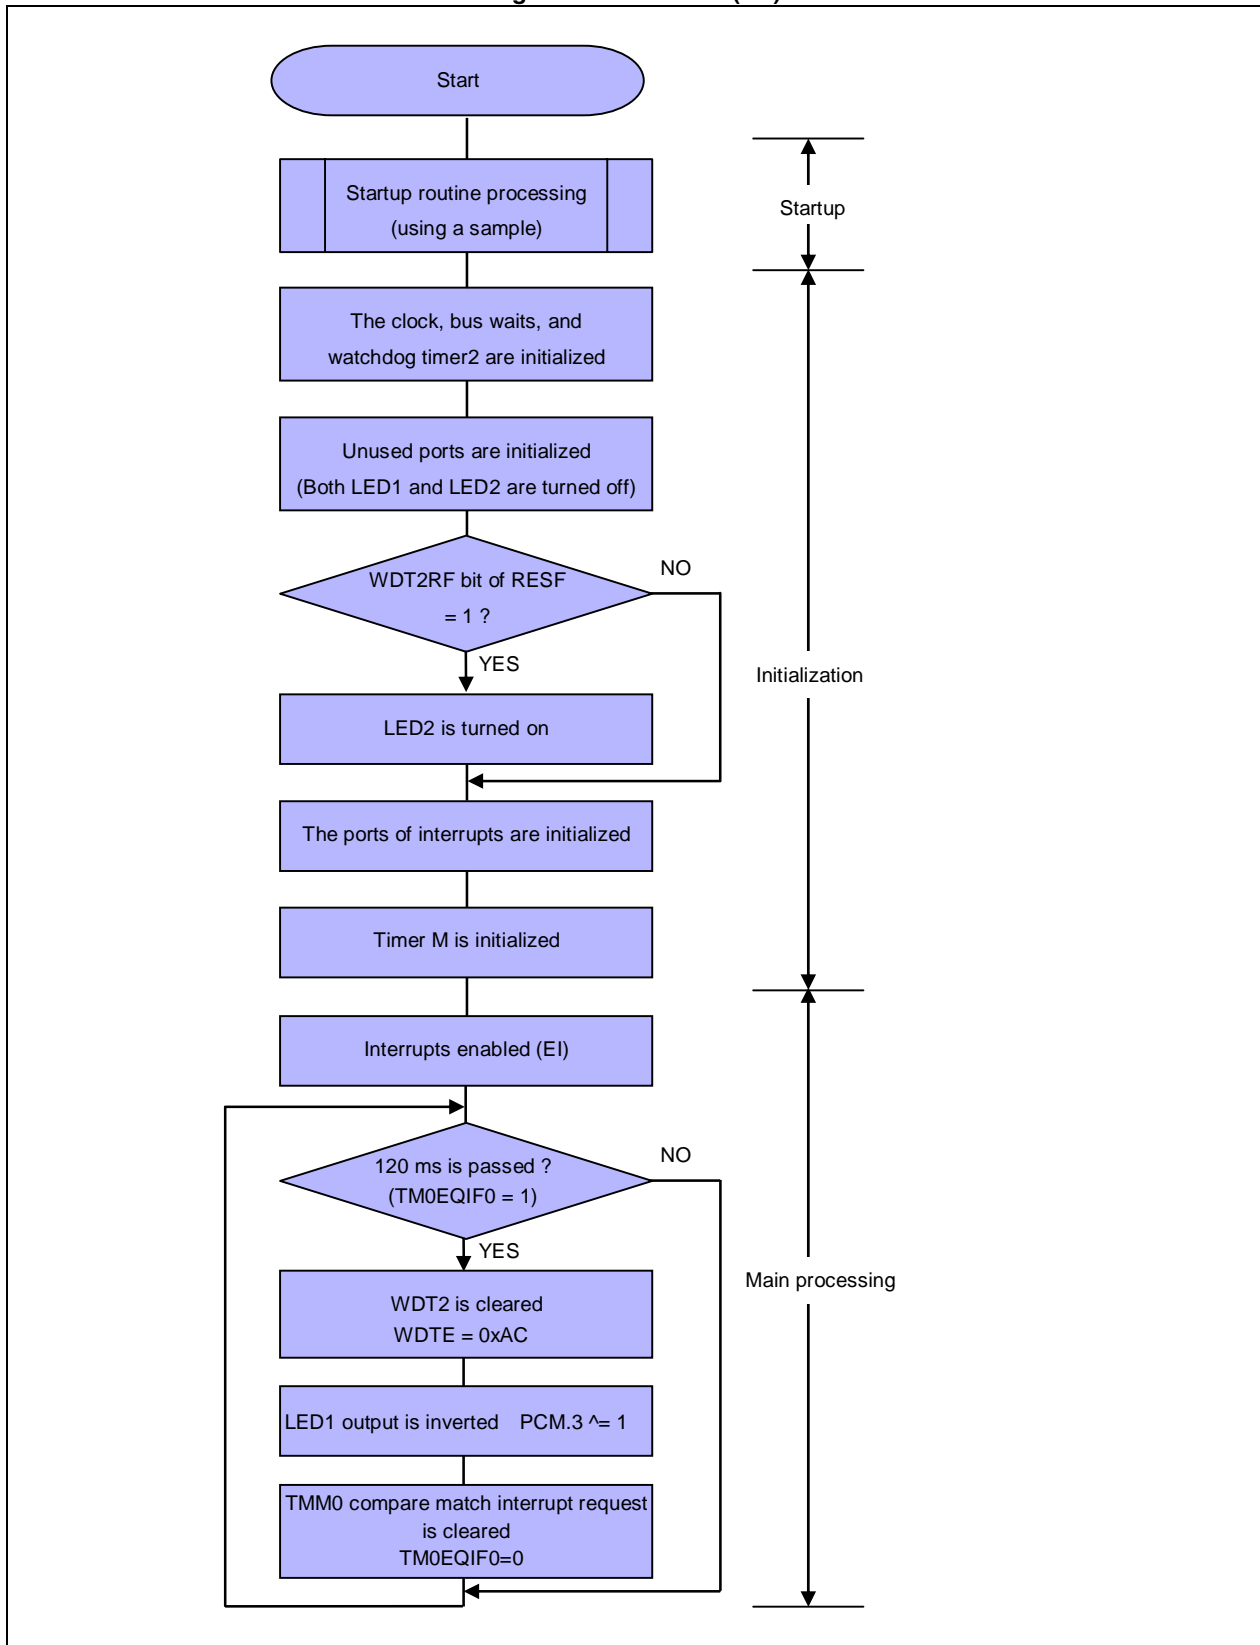 Start
Startup routine processing
(using a sample)
Startup
The clock, bus waits, and
watchdog timer2 are initialized
Unused ports are initialized
(Both LED1 and LED2 are turned off)
WDT2RF bit of RESF
= 1 ?
NO
YES
Initialization
LED2 is turned on
The ports of interrupts are initialized
Timer M is initialized
Interrupts enabled (EI)
120 ms is passed ?
(TM0EQIF0 = 1)
NO
YES
Main processing
WDT2 is cleared
WDTE = 0xAC
LED1 output is inverted PCM.3 ^= 1
TMM0 compare match interrupt request
is cleared
TM0EQIF0=0